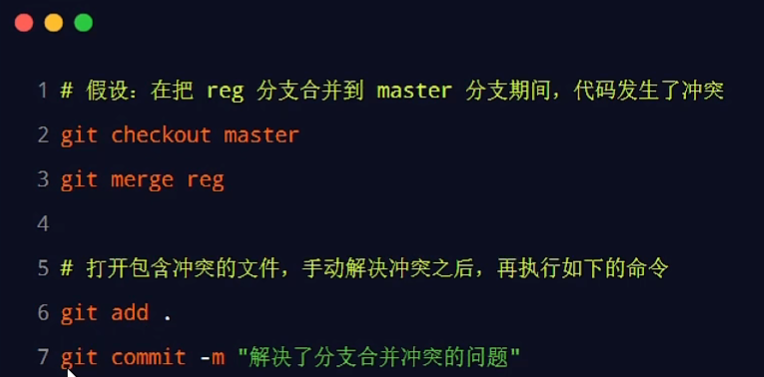 1 # 假设：在把 reg 分支合并到 master 分支期间，代码发生了冲突
2 git checkout master
3 git merge reg
4
5 # 打开包含冲突的文件，手动解决冲突之后，再执行如下的命令
6 git add .
7 git commit -m "解决了分支合并冲突的问题"